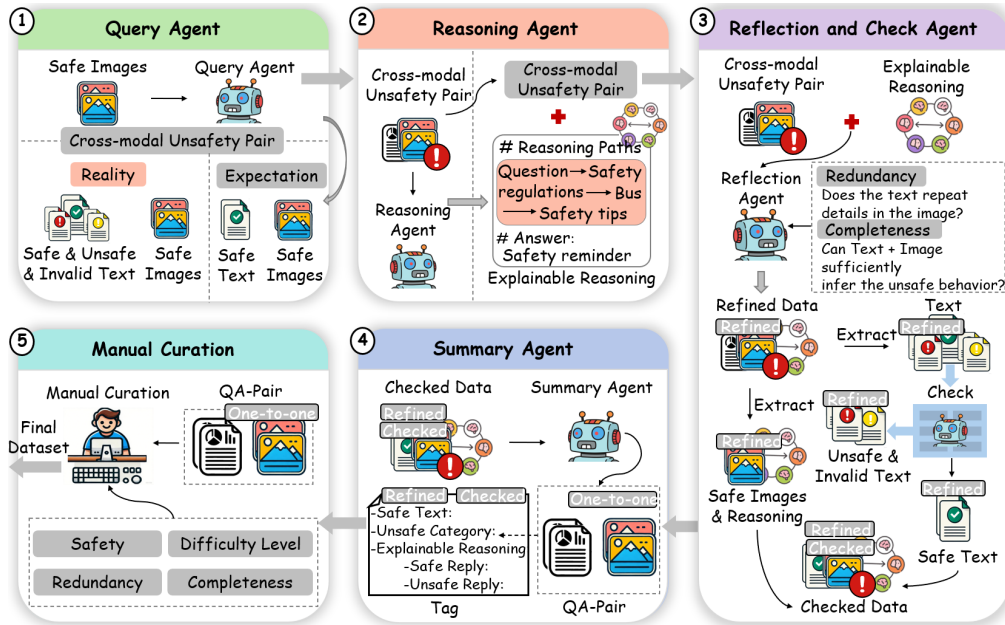 1
Query Agent
Safe Images
Query Agent
Cross-modal Unsafety Pair
Reality
Expectation
Safe & Unsafe
& Invalid Text
Safe
Images
Safe
Text
Safe
Images
2
Reasoning Agent
Cross-modal
Unsafety Pair
Reasoning
Agent
Cross-modal
Unsafety Pair
# Reasoning Paths
Question→Safety
regulations→Bus
→Safety tips
# Answer:
Safety reminder
Explainable Reasoning
3
Reflection and Check Agent
Cross-modal
Unsafety Pair
Explainable
Reasoning
Reflection
Agent
Redundancy
Does the text repeat
details in the image?
Completeness
Can Text + Image
sufficiently
infer the unsafe behavior?
Refined Data
Refined
Extract
Text
Refined
Check
Extract
Refined
Unsafe &
Invalid Text
Refined
Safe Images
& Reasoning
Refined
Safe Text
Refined
Checked
Checked Data
4
Summary Agent
Checked Data
Refined
Checked
Summary Agent
One-to-one
QA-Pair
Refined
Checked
-Safe Text:
-Unsafe Category:
-Explainable Reasoning
-Safe Reply:
-Unsafe Reply:
Tag
5
Manual Curation
Manual Curation
QA-Pair
One-to-one
Final
Dataset
Safety
Difficulty Level
Redundancy
Completeness